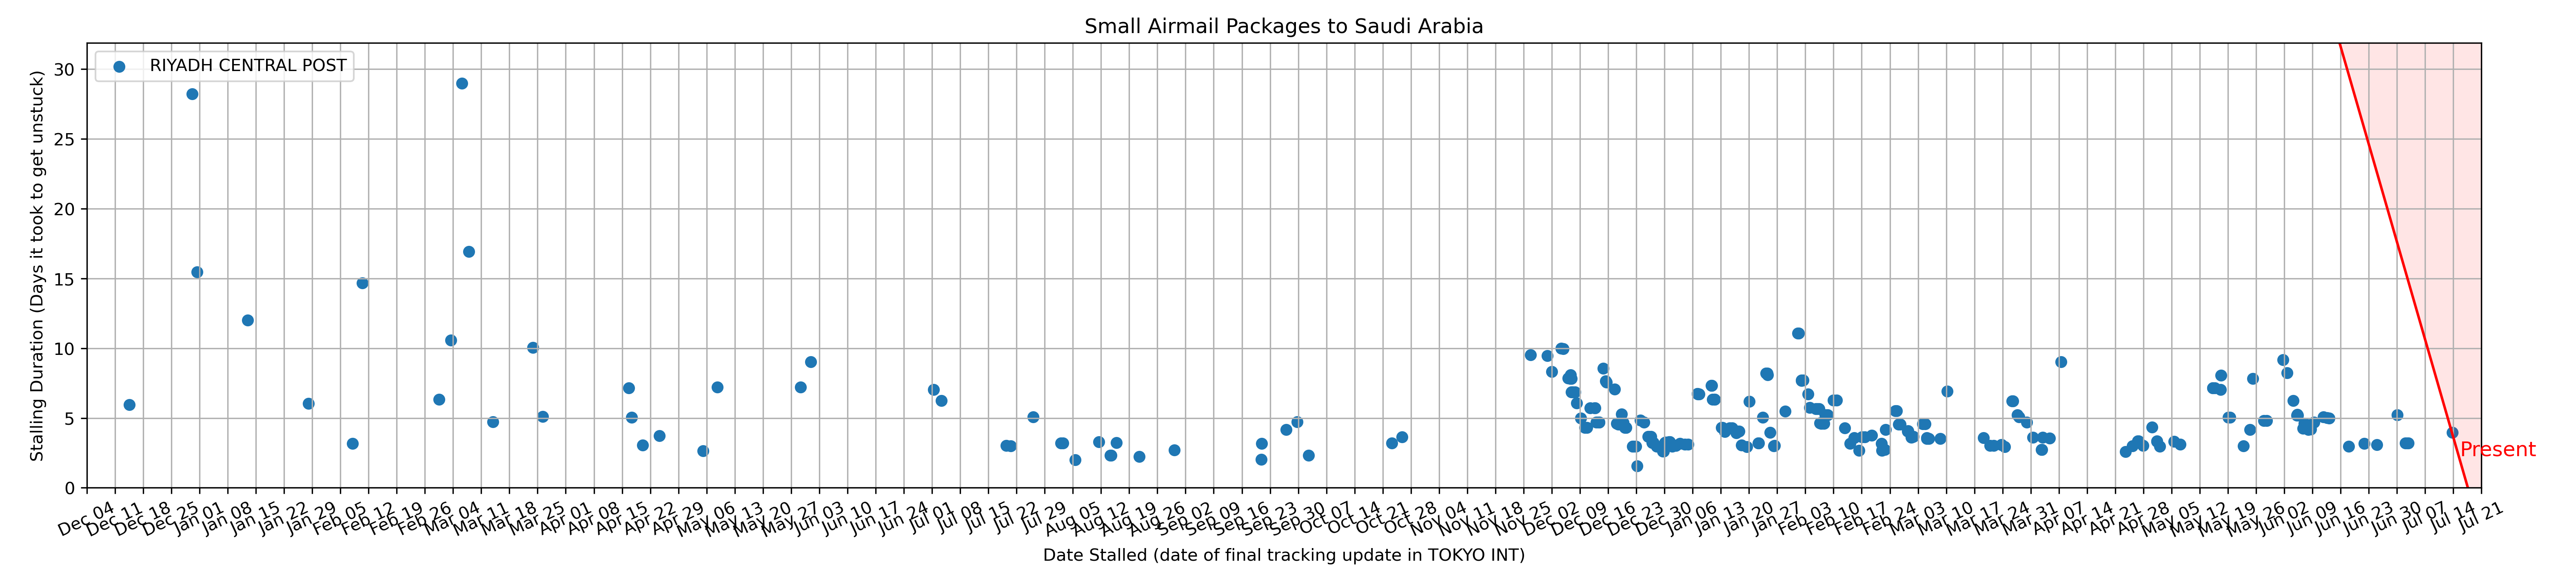 Small Airmail Packages to Saudi Arabia
RIYADH CENTRAL POST
Stalling Duration (Days it took to get unstuck)
30
25
20
15
10
5
0
Present
Dec 04 Dec 11 Dec 18 Dec 25 Jan 01 Jan 08 Jan 15 Jan 22 Jan 29 Feb 05 Feb 12 Feb 19 Feb 26 Mar 04 Mar 11 Mar 18 Mar 25 Apr 01 Apr 08 Apr 15 Apr 22 Apr 29 May 06 May 13 May 20 May 27 Jun 03 Jun 10 Jun 17 Jun 24 Jul 01 Jul 08 Jul 15 Jul 22 Jul 29 Aug 05 Aug 12 Aug 19 Aug 26 Sep 02 Sep 09 Sep 16 Sep 23 Sep 30 Oct 07 Oct 14 Oct 21 Oct 28 Nov 04 Nov 11 Nov 18 Nov 25 Dec 02 Dec 09 Dec 16 Dec 23 Dec 30 Jan 06 Jan 13 Jan 20 Jan 27 Feb 03 Feb 10 Feb 17 Feb 24 Mar 03 Mar 10 Mar 17 Mar 24 Mar 31 Apr 07 Apr 14 Apr 21 Apr 28 May 05 May 12 May 19 May 26 Jun 02 Jun 09 Jun 16 Jun 23 Jun 30 Jul 07 Jul 14 Jul 21
Date Stalled (date of final tracking update in TOKYO INT)